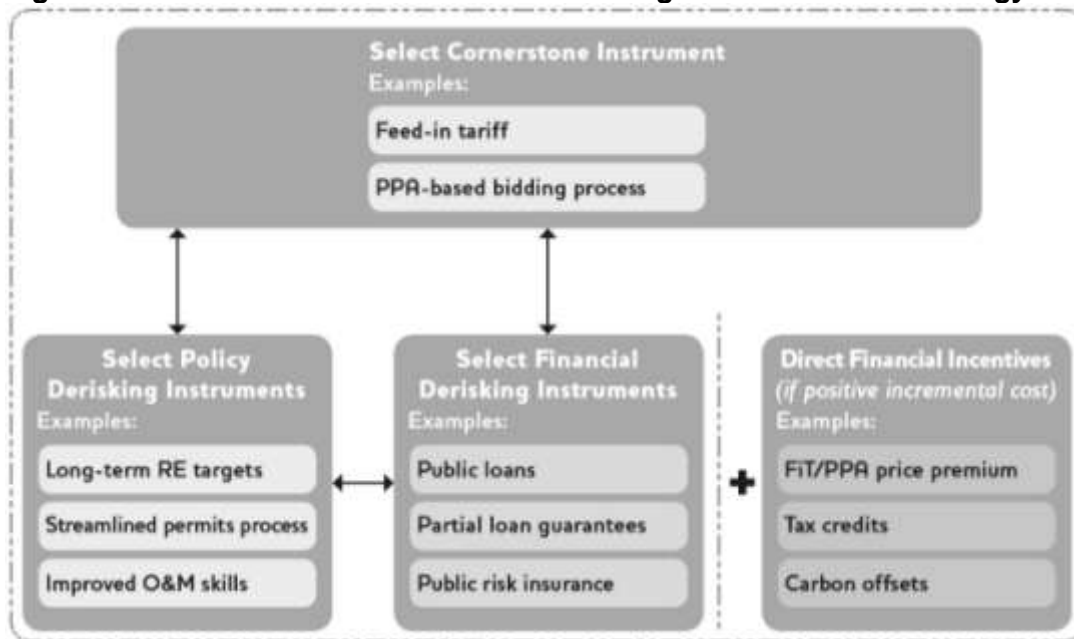 Select Cornerstone Instrument
Examples:
Feed-in tariff
PPA-based bidding process
Select Policy
Derisking Instruments
Examples:
Long-term RE targets
Streamlined permits process
Improved O&M skills
Select Financial
Derisking Instruments
Examples:
Public loans
Partial loan guarantees
Public risk insurance
+
Direct Financial Incentives
(if positive incremental cost)
Examples:
FiT/PPA price premium
Tax credits
Carbon offsets